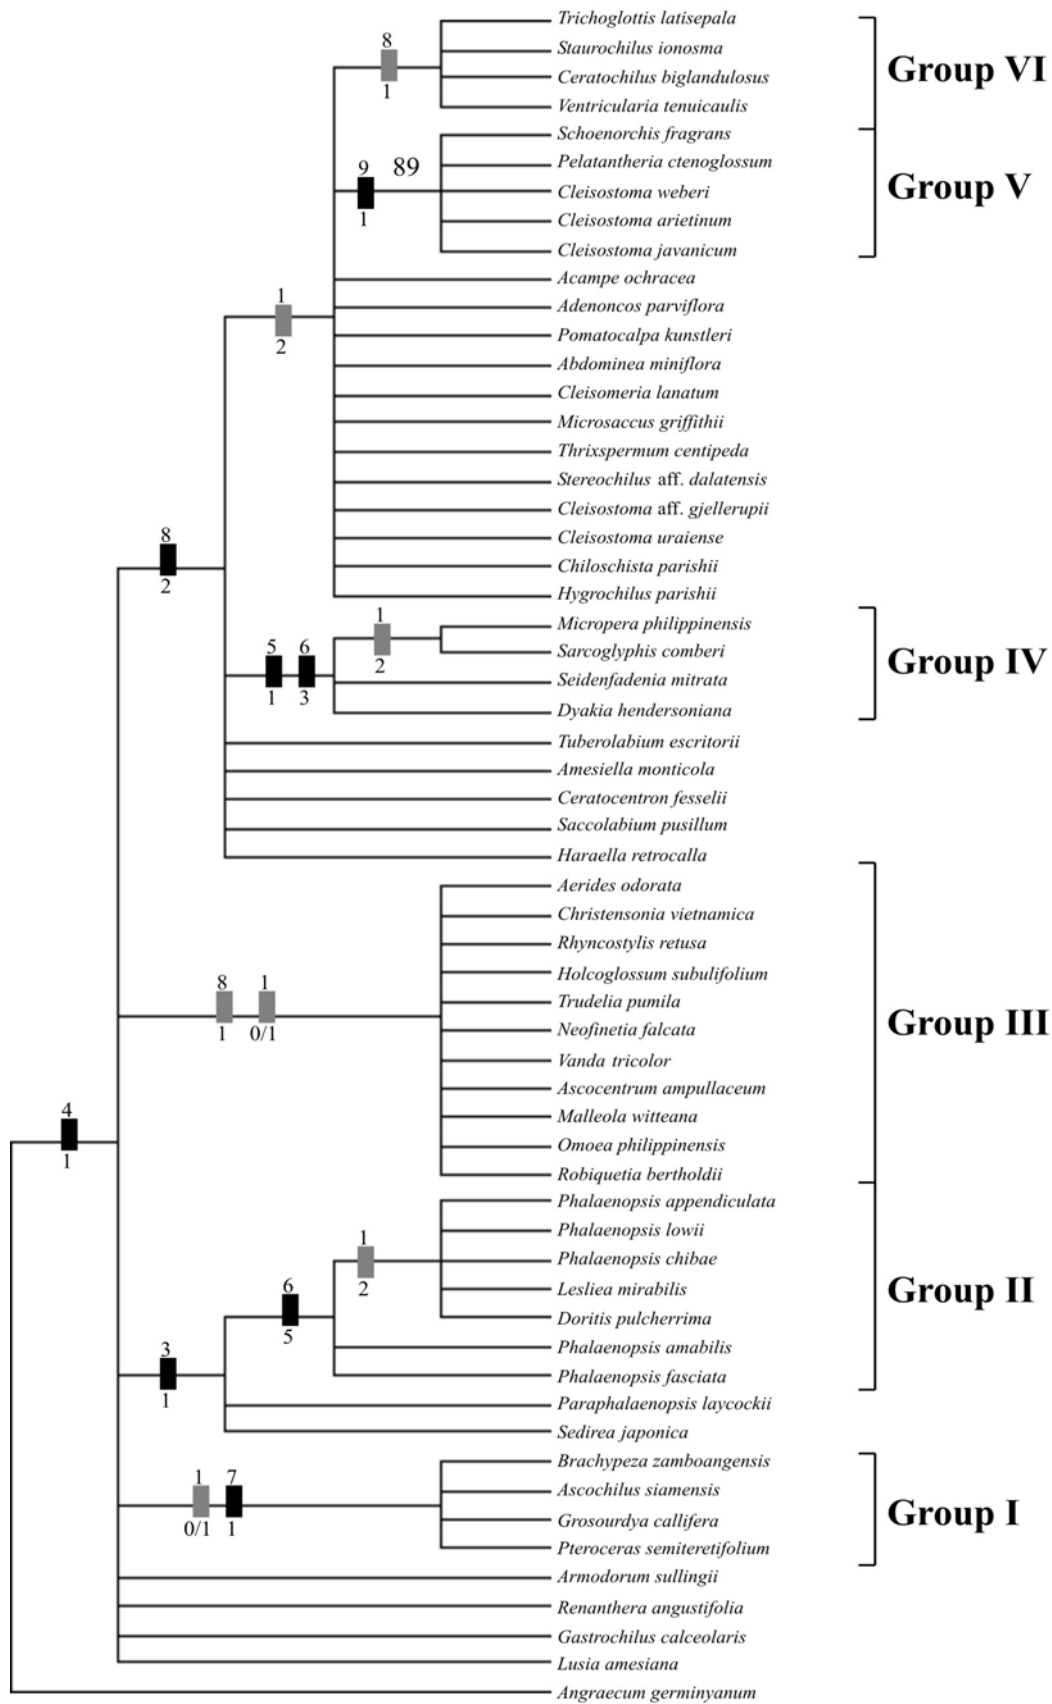 Trichoglottis latisepala
8
Staurochilus ionosma
Group VI
Ceratochilus biglandulosus
1
Ventricularia tenuicaulis
Schoenorchis fragrans
9 89
Pelatantheria ctenoglossum
Group V
Cleisostoma weberi
1
Cleisostoma arietinum
Cleisostoma javanicum
Acampe ochracea
1
Adenoncos parviflora
Pomatocalpa kunstleri
2
Abdominea miniflora
Cleisomeria lanatum
Microsaccus griffithii
Thrixspermum centipeda
Stereochilus aff. dalatensis
Cleisostoma aff. gjellerupii
8
Cleisostoma uraiense
Chiloschista parishii
2
Hygrochilus parishii
1
Micropera philippinensis
5 6
Sarcoglyphis comberi
2
Group IV
Seidenfadenia mitrata
1 3
Dyakia hendersoniana
Tuberolabium escritorii
Amesiella monticola
Ceratocentron fesselii
Saccolabium pusillum
Haraella retrocalla
Aerides odorata
Christensonia vietnamica
Rhyncostylis retusa
Holcoglossum subulifolium
8 1
Trudelia pumila
Group III
Neofinetia falcata
1 0/1
Vanda tricolor
Ascocentrum ampullaceum
4
Malleola witteana
Omoea philippinensis
1
Robiquetia bertholdii
Phalaenopsis appendiculata
Phalaenopsis lowii
1
Phalaenopsis chibae
6
Lesliea mirabilis
2
Group II
Doritis pulcherrima
5
Phalaenopsis amabilis
3
Phalaenopsis fasciata
1
Paraphalaenopsis laycockii
Sedirea japonica
Brachypeza zamboangensis
1 7
Ascochilus siamensis
Group I
Grosourdya callifera
0/1 1
Pteroceras semiteretifolium
Armodorum sullingii
Renanthera angustifolia
Gastrochilus calceolaris
Lusia amesiana
Angraecum germinyanum